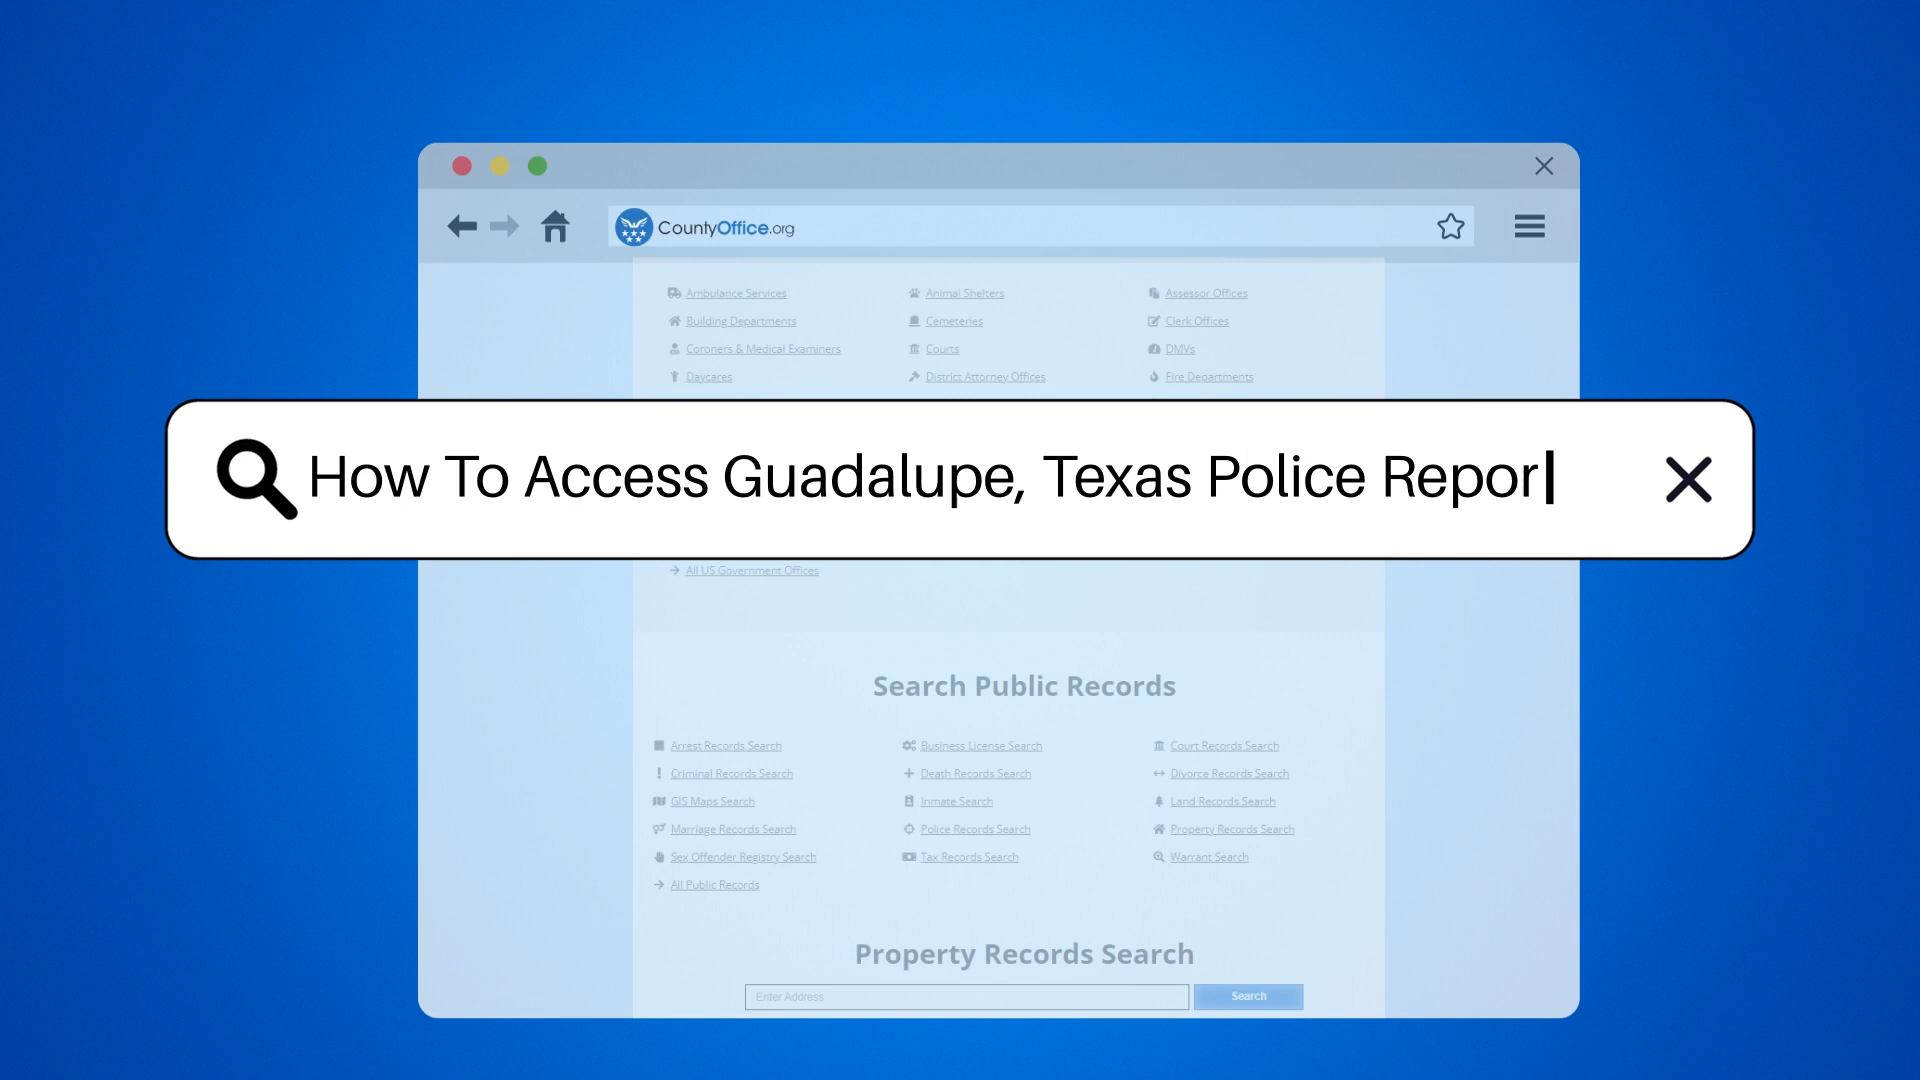 CountyOffice.org
Ambulance Services Animal Shelters Assessor Offices
Building Departments Cemeteries Clerk Offices
Coroners & Medical Examiners Courts DMVs
Daycares District Attorney Offices Fire Departments
How To Access Guadalupe, Texas Police Repor
All US Government Offices
Search Public Records
Arrest Records Search Business License Search Court Records Search
Criminal Records Search Death Records Search Divorce Records Search
GIS Maps Search Inmate Search Land Records Search
Marriage Records Search Police Records Search Property Records Search
Sex Offender Registry Search Tax Records Search Warrant Search
All Public Records
Property Records Search
Enter Address Search